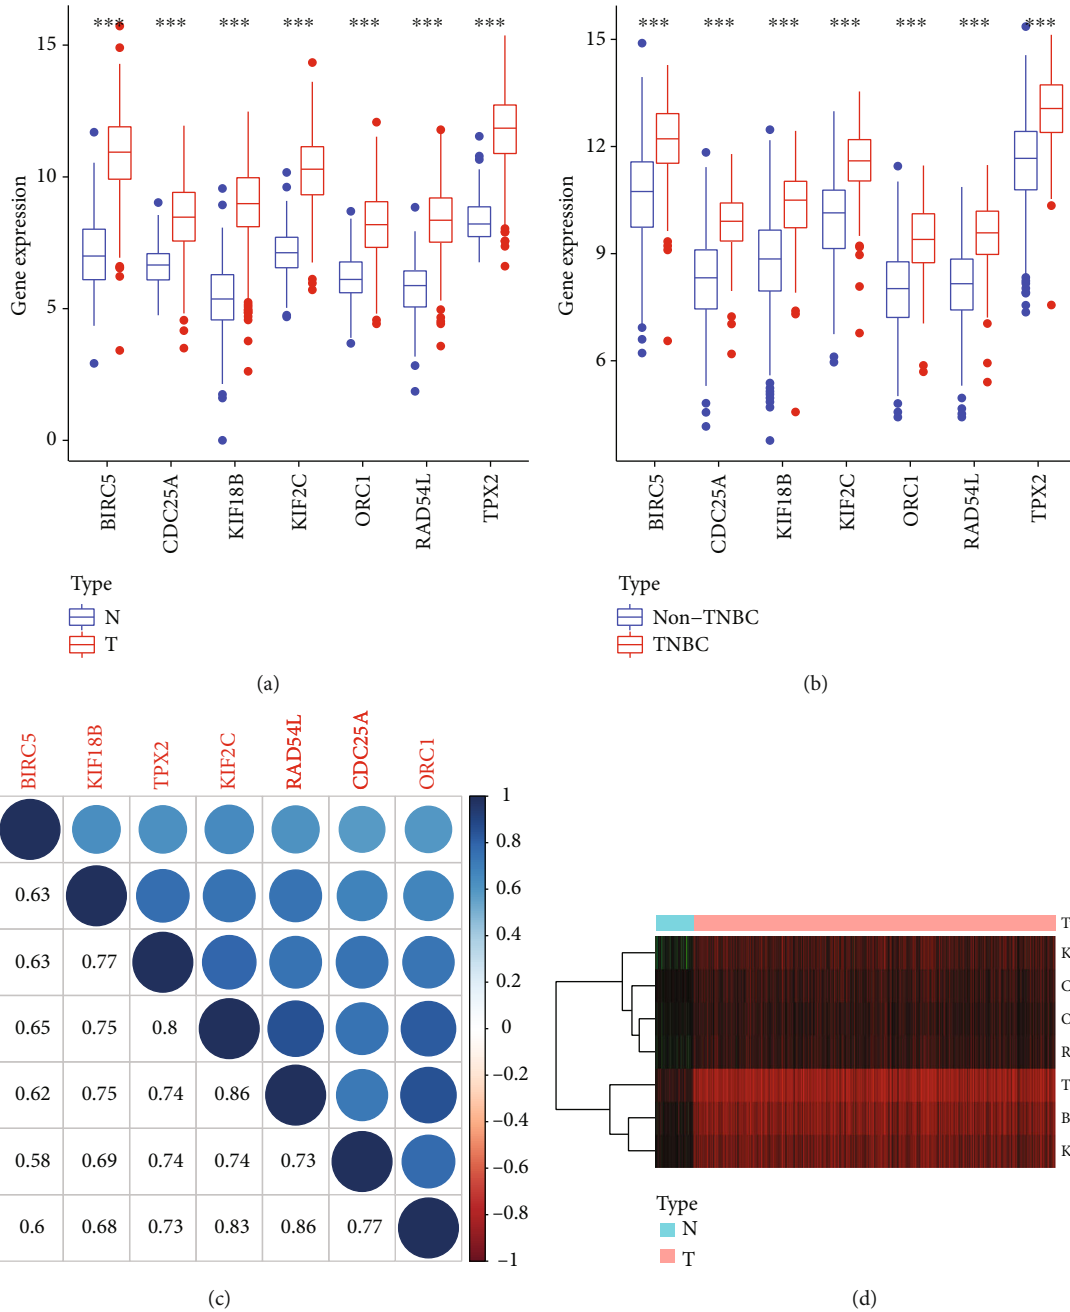 *** *** *** *** *** *** ***
15
10
5
0
Gene expression
BIRC5 CDC25A KIF18B KIF2C ORC1 RAD54L TPX2
Type
N
T
(a)
*** *** *** *** *** *** ***
15
12
9
6
Gene expression
BIRC5 CDC25A KIF18B KIF2C ORC1 RAD54L TPX2
Type
Non-TNBC
TNBC
(b)
BIRC5 KIF18B TPX2 KIF2C RAD54L CDC25A ORC1
0.63
0.63 0.77
0.65 0.75 0.8
0.62 0.75 0.74 0.86
0.58 0.69 0.74 0.74 0.73
0.6 0.68 0.73 0.83 0.86 0.77
1
0.8
0.6
0.4
0.2
0
-0.2
-0.4
-0.6
-0.8
-1
(c)
T
K
C
O
R
T
B
K
Type
N
T
(d)